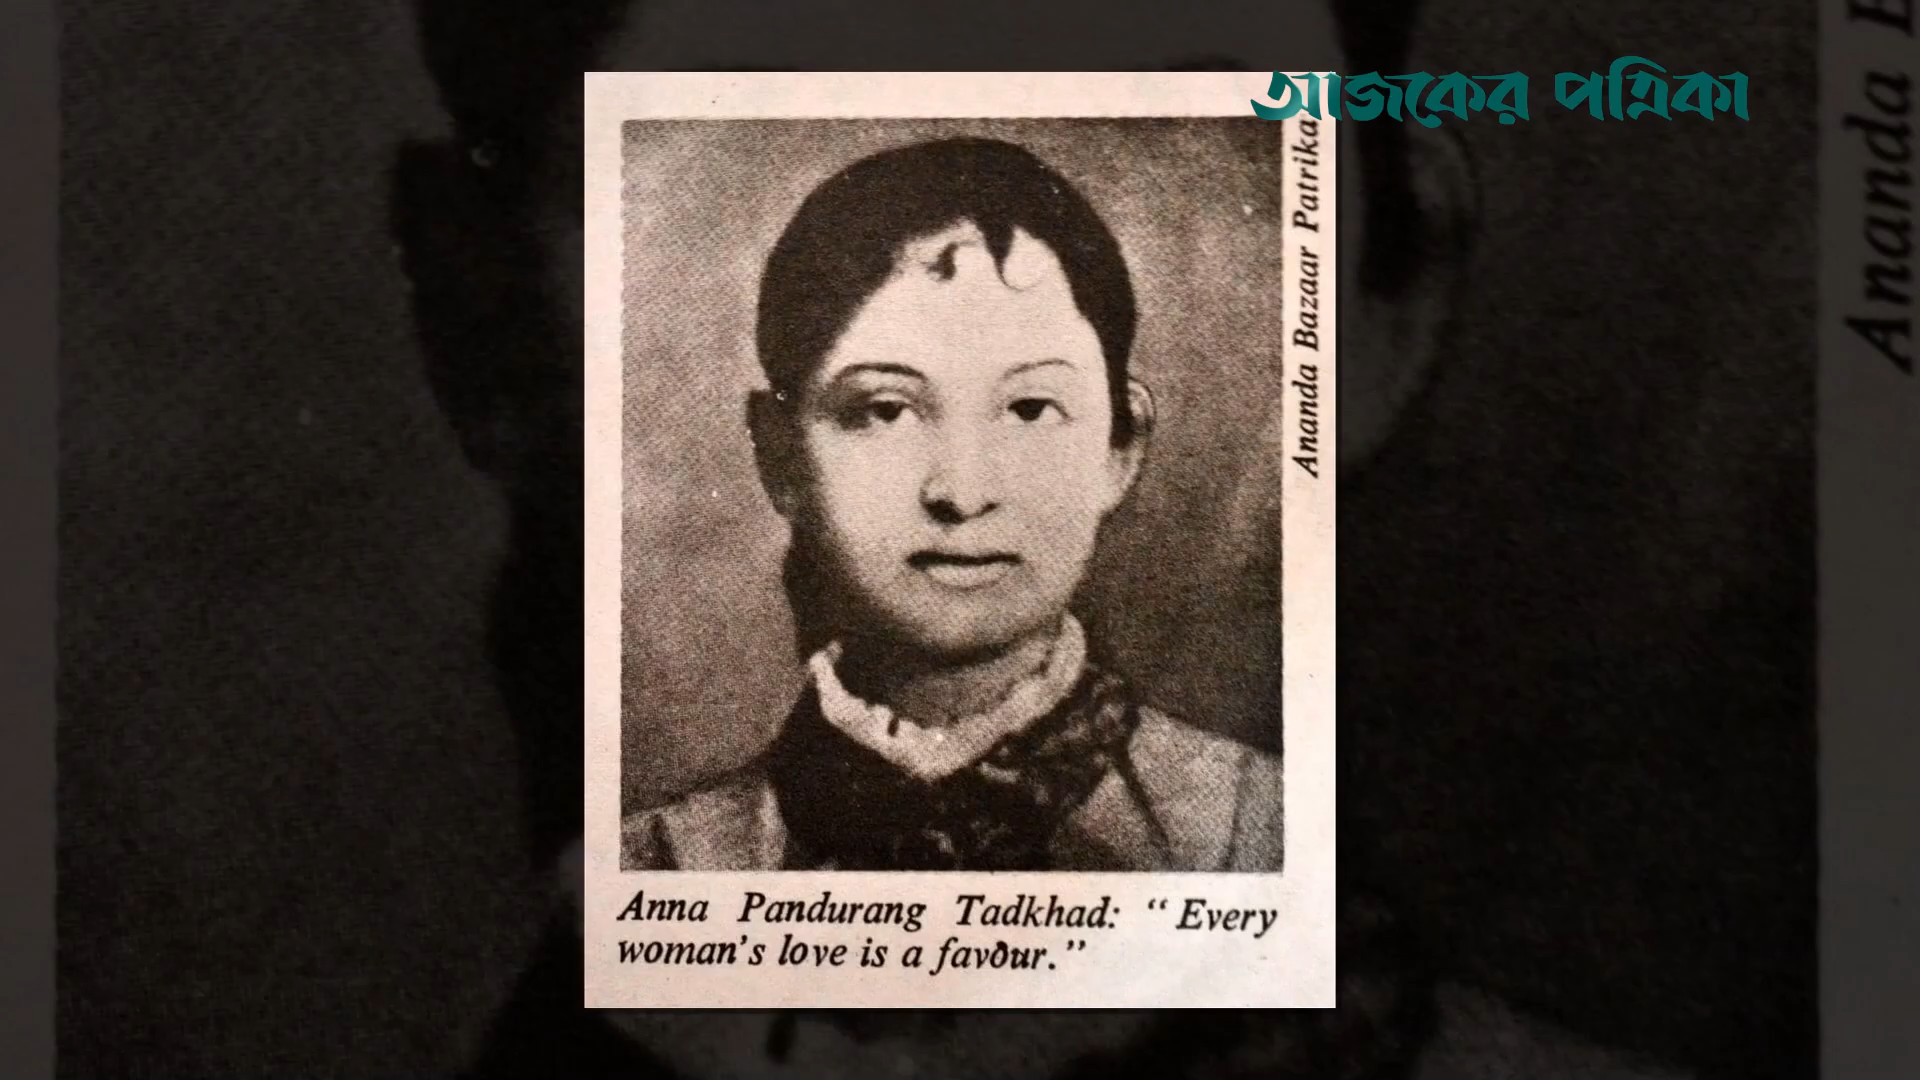 আজকের পত্রিকা
Ananda Bazaar Patrika
Anna Pandurang Tadkhad: “Every
woman’s love is a favour.”
Ananda B